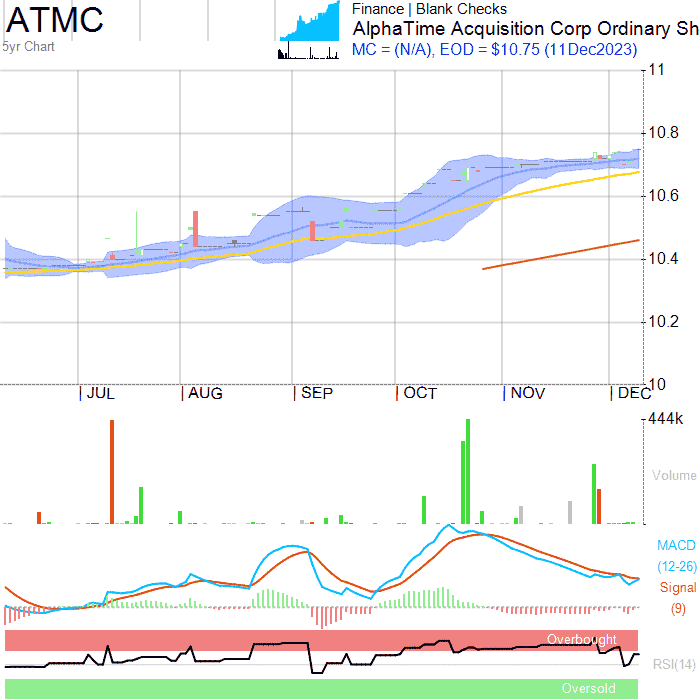 ATMC
5yr Chart
Finance | Blank Checks
AlphaTime Acquisition Corp Ordinary Sh
MC = (N/A), EOD = $10.75 (11Dec2023)
11
10.8
10.6
10.4
10.2
10
| JUL | AUG | SEP | OCT | NOV | DEC
444k
Volume
MACD
(12-26)
Signal
(9)
Overbought
RSI(14)
Oversold